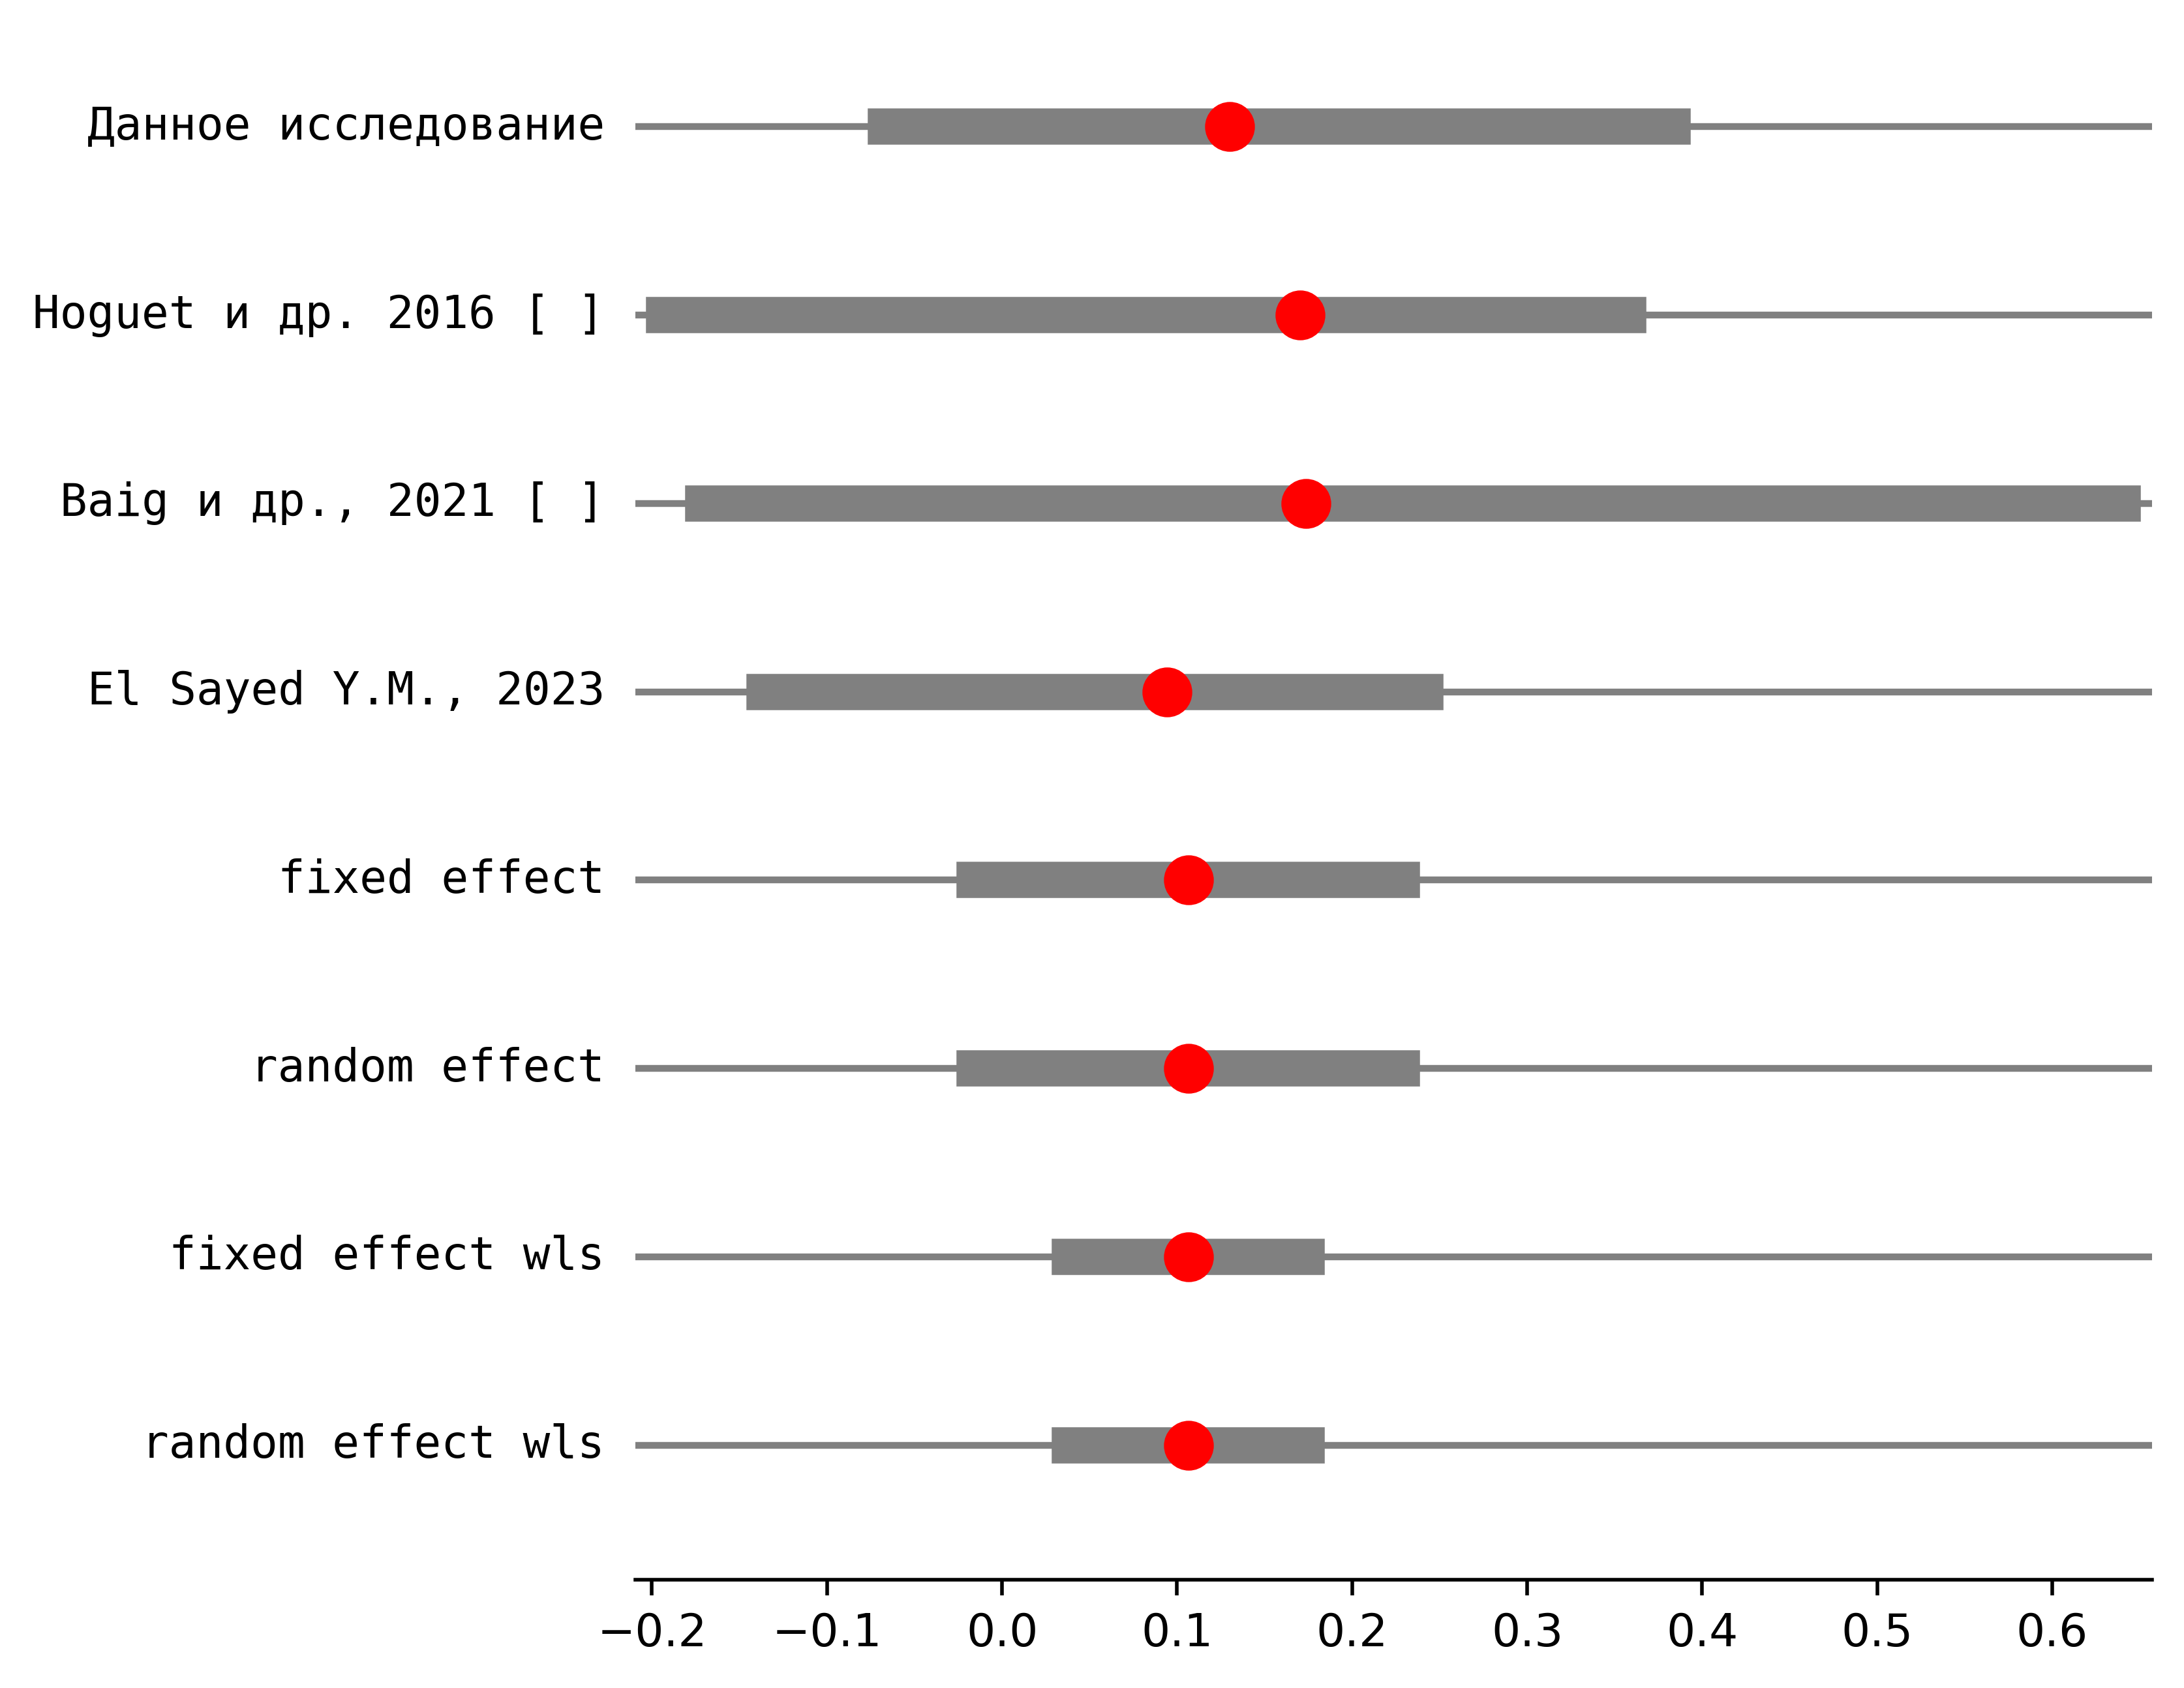 Данное исследование
Hoguet и др. 2016 [ ]
Baig и др., 2021 [ ]
El Sayed Y.M., 2023
fixed effect
random effect
fixed effect wls
random effect wls
−0.2 −0.1 0.0 0.1 0.2 0.3 0.4 0.5 0.6